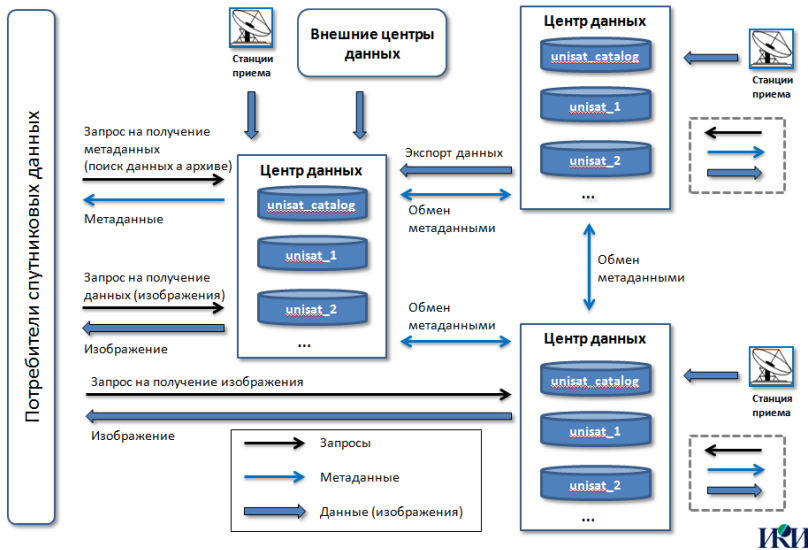 Потребители спутниковых данных
Станции
приема
Внешние центры
данных
Центр данных
unisat_catalog
unisat_1
unisat_2
...
Станции
приема
Запрос на получение
метаданных
(поиск данных а архиве)
Метаданные
Запрос на получение
данных (изображения)
Изображение
Центр данных
unisat_catalog
unisat_1
unisat_2
...
Экспорт данных
Обмен
метаданными
Обмен
метаданными
Обмен
метаданными
Запрос на получение изображения
Изображение
Центр данных
unisat_catalog
unisat_1
unisat_2
...
Станция
приема
Запросы
Метаданные
Данные (изображения)
ИКИ